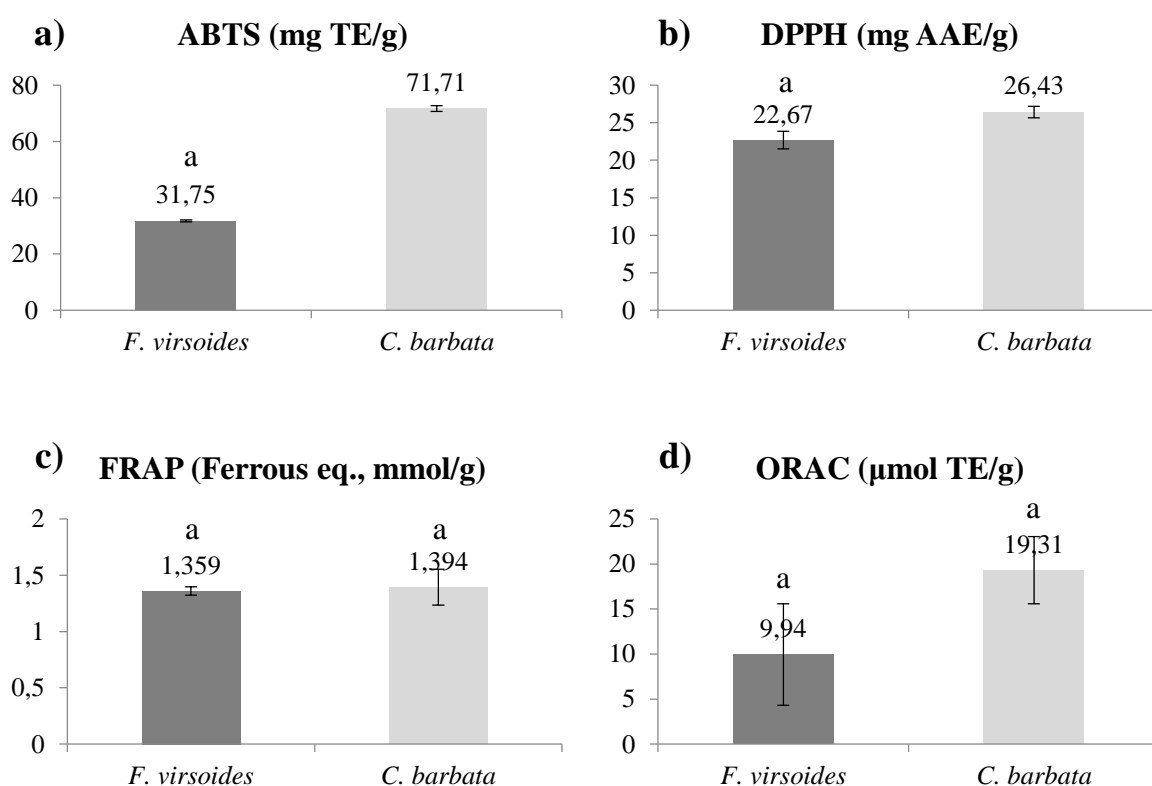 a) ABTS (mg TE/g)
80
60
40
20
0
a
31,75
71,71
F. virsoides
C. barbata
b) DPPH (mg AAE/g)
30
25
20
15
10
5
0
a
22,67
26,43
F. virsoides
C. barbata
c) FRAP (Ferrous eq., mmol/g)
2
1,5
1
0,5
0
a
1,359
a
1,394
F. virsoides
C. barbata
d) ORAC (µmol TE/g)
25
20
15
10
5
0
a
9,94
a
19,31
F. virsoides
C. barbata